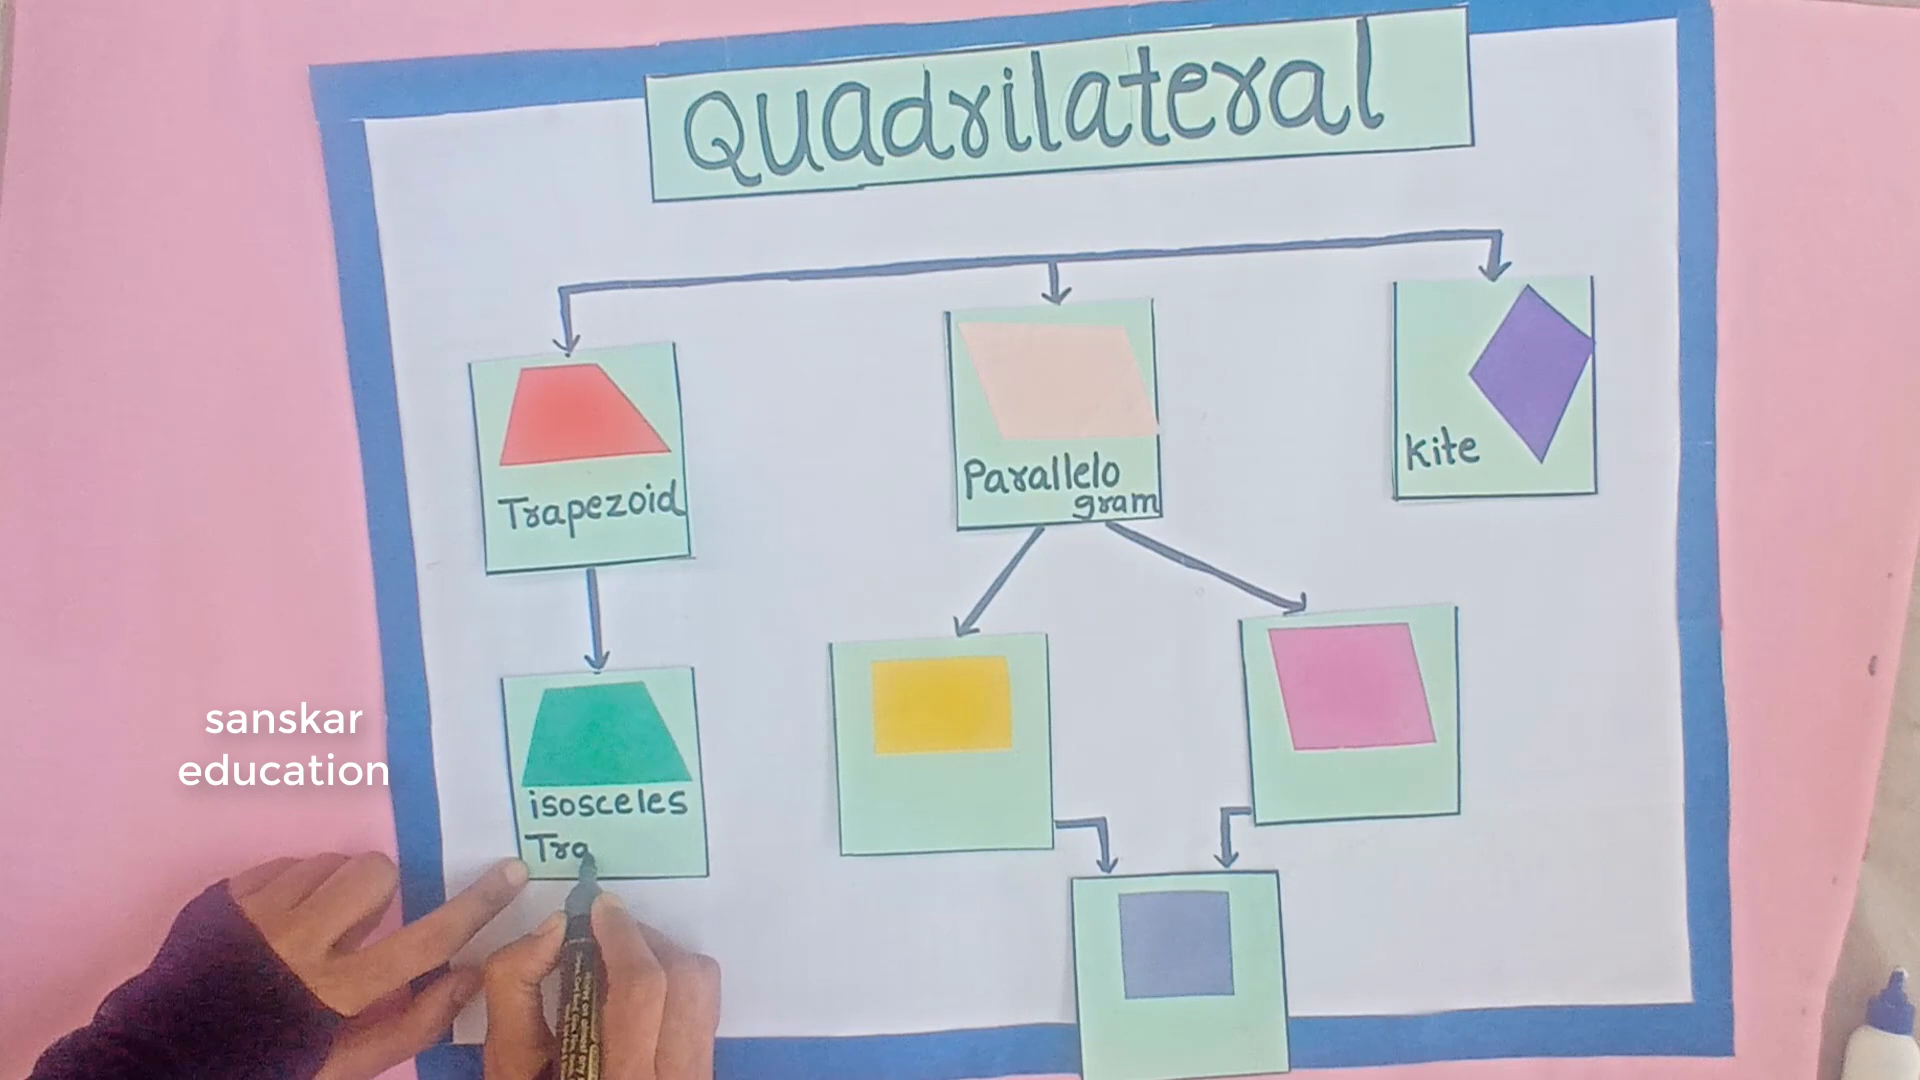 Quadrilateral
Trapezoid
Parallelo
gram
kite
isosceles
Tra
sanskar
education